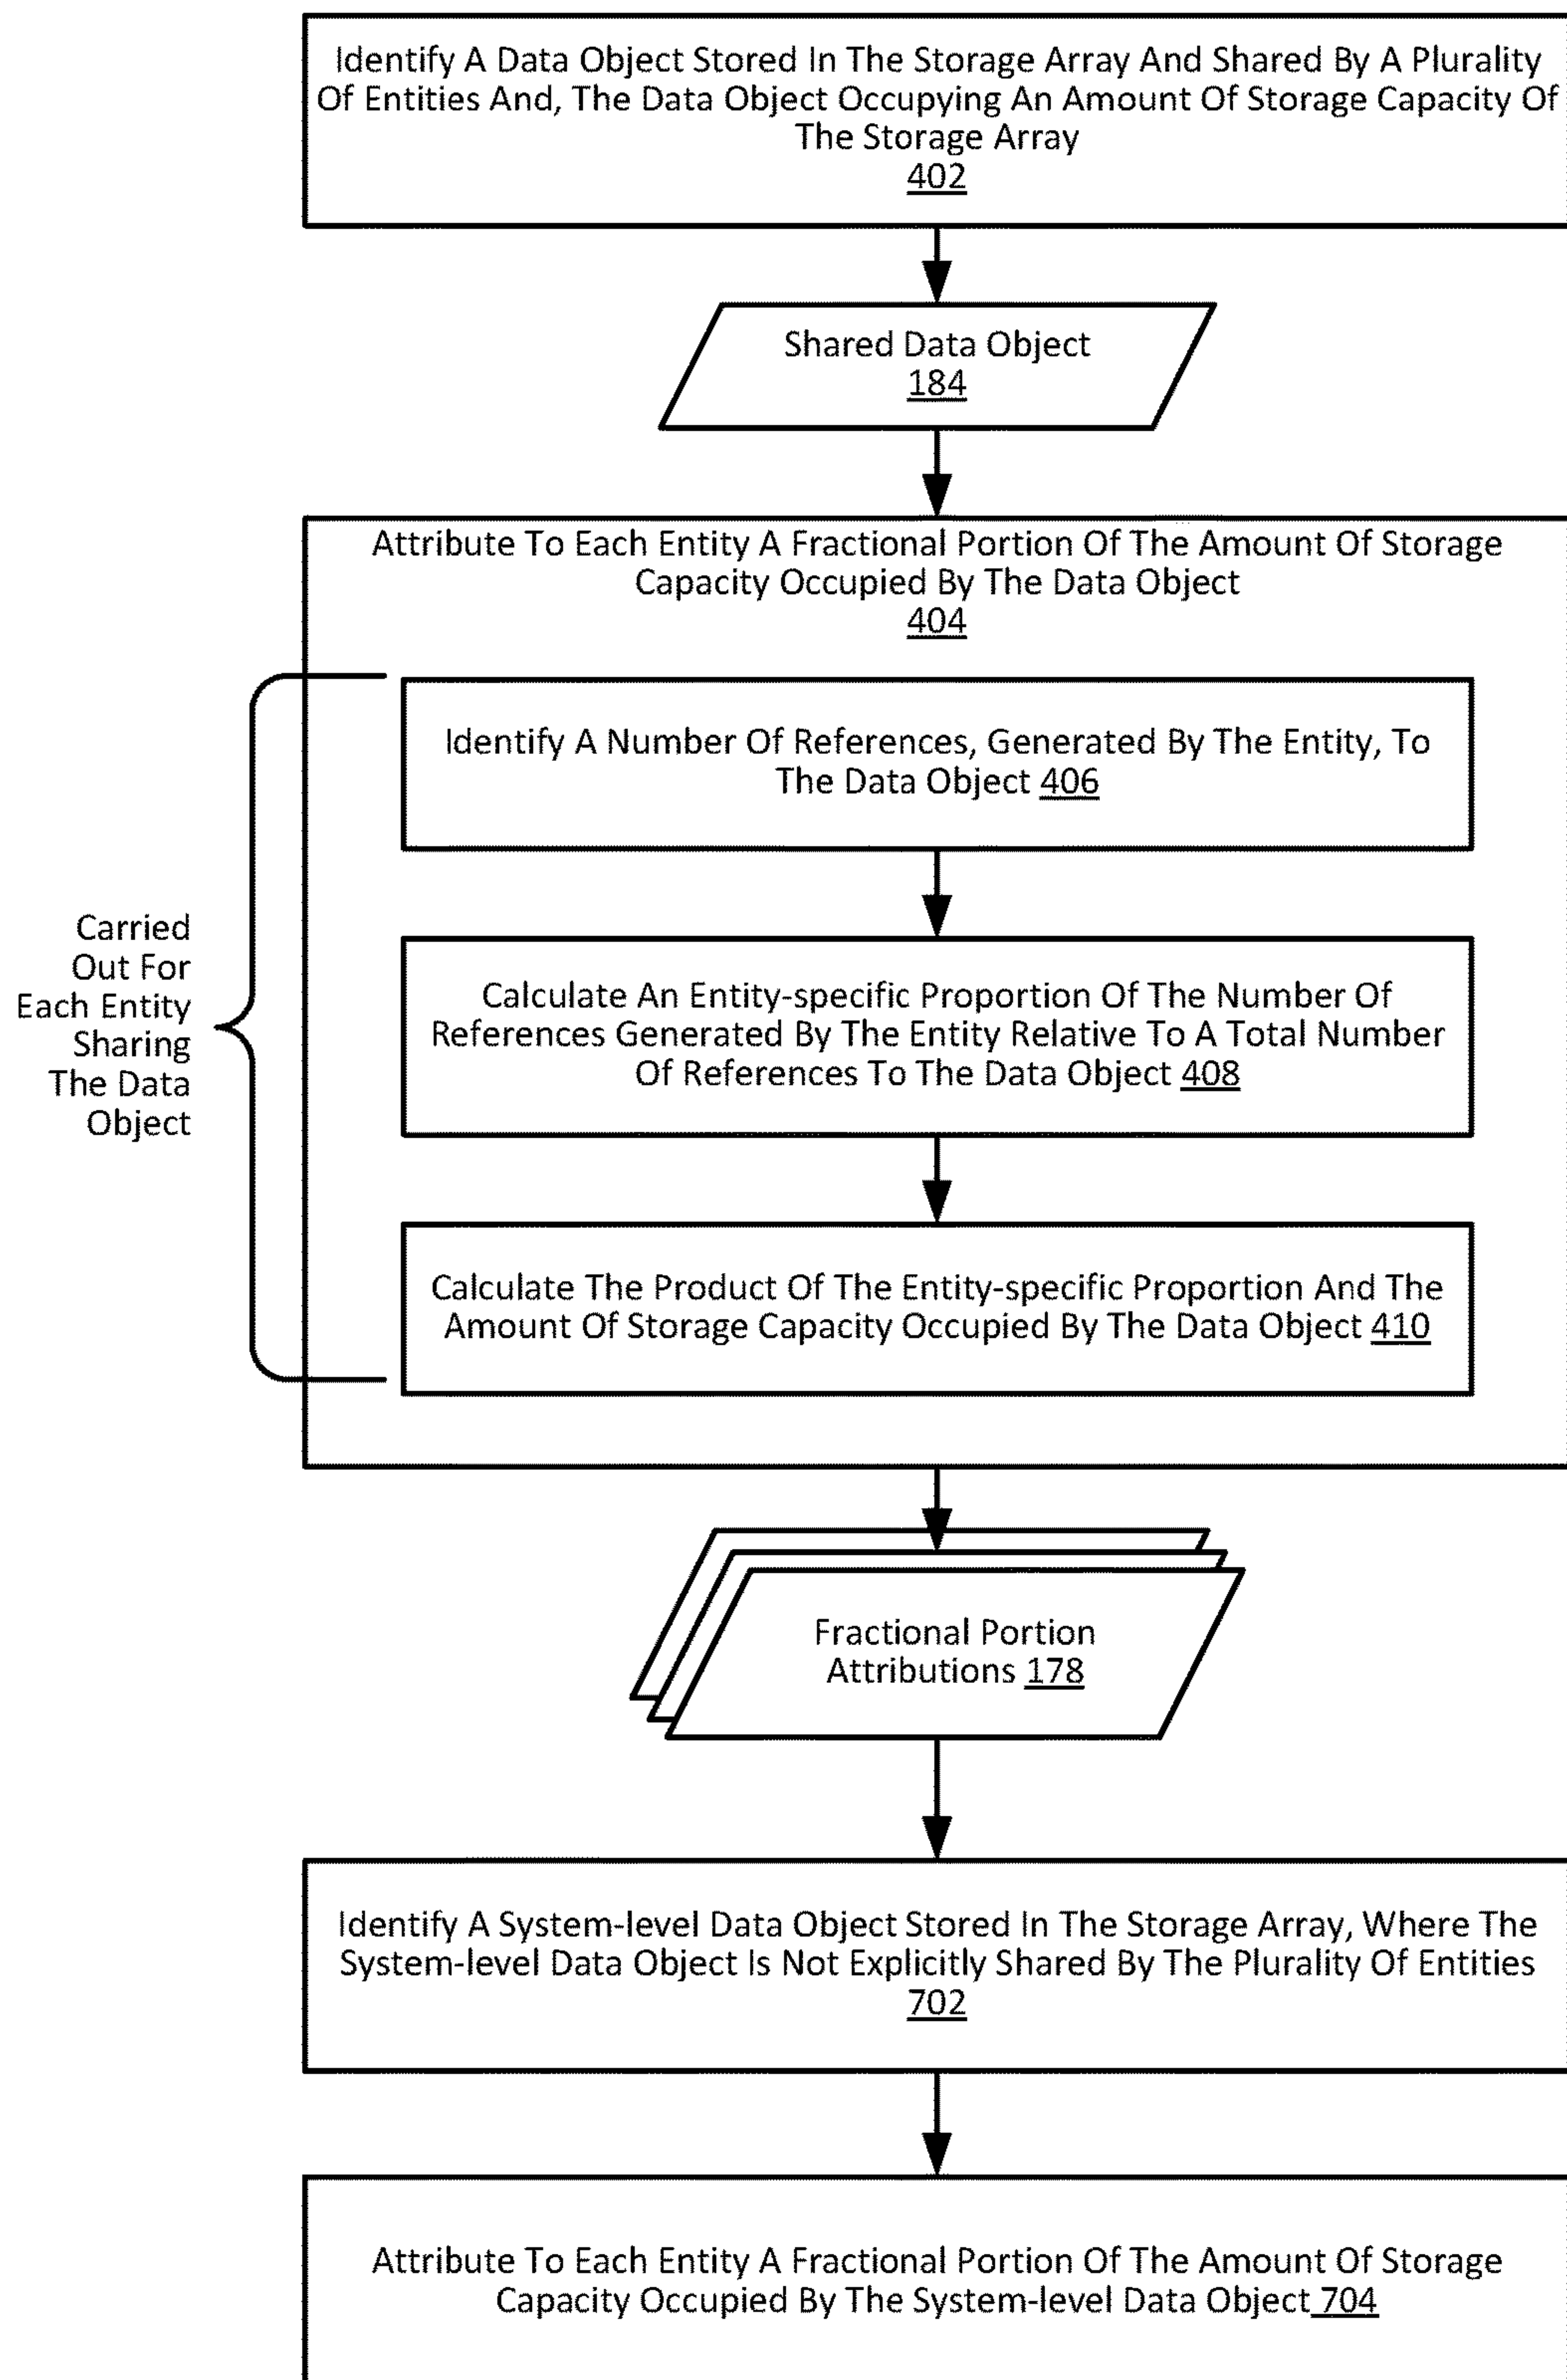 Identify A Data Object Stored In The Storage Array And Shared By A Plurality
Of Entities And, The Data Object Occupying An Amount Of Storage Capacity Of
The Storage Array
402
Shared Data Object
184
Attribute To Each Entity A Fractional Portion Of The Amount Of Storage
Capacity Occupied By The Data Object
404
Carried
Out For
Each Entity
Sharing
The Data
Object
Identify A Number Of References, Generated By The Entity, To
The Data Object 406
Calculate An Entity-specific Proportion Of The Number Of
References Generated By The Entity Relative To A Total Number
Of References To The Data Object 408
Calculate The Product Of The Entity-specific Proportion And The
Amount Of Storage Capacity Occupied By The Data Object 410
Fractional Portion
Attributions 178
Identify A System-level Data Object Stored In The Storage Array, Where The
System-level Data Object Is Not Explicitly Shared By The Plurality Of Entities
702
Attribute To Each Entity A Fractional Portion Of The Amount Of Storage
Capacity Occupied By The System-level Data Object 704